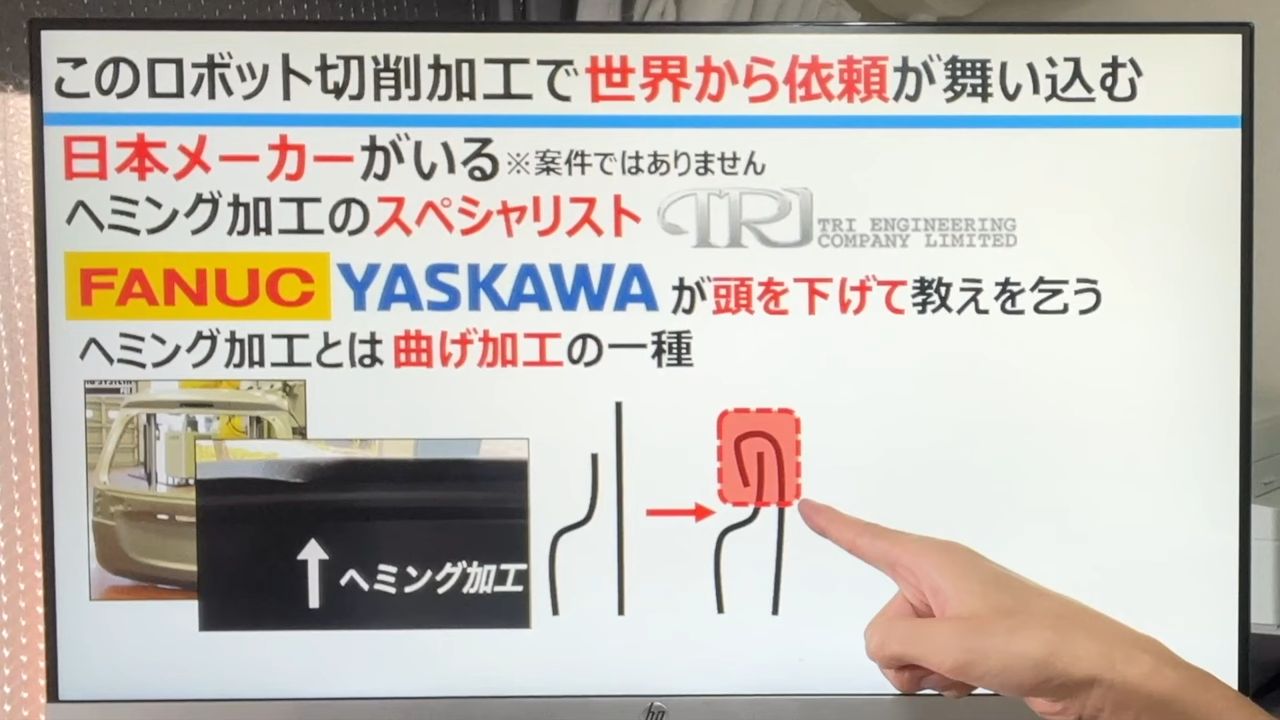 このロボット切削加工で世界から依頼が舞い込む
日本メーカーがいる※案件ではありません
ヘミング加工のスペシャリスト TRI TRI ENGINEERING COMPANY LIMITED
FANUC YASKAWA が頭を下げて教えを乞う
ヘミング加工とは曲げ加工の一種
ヘミング加工
hp